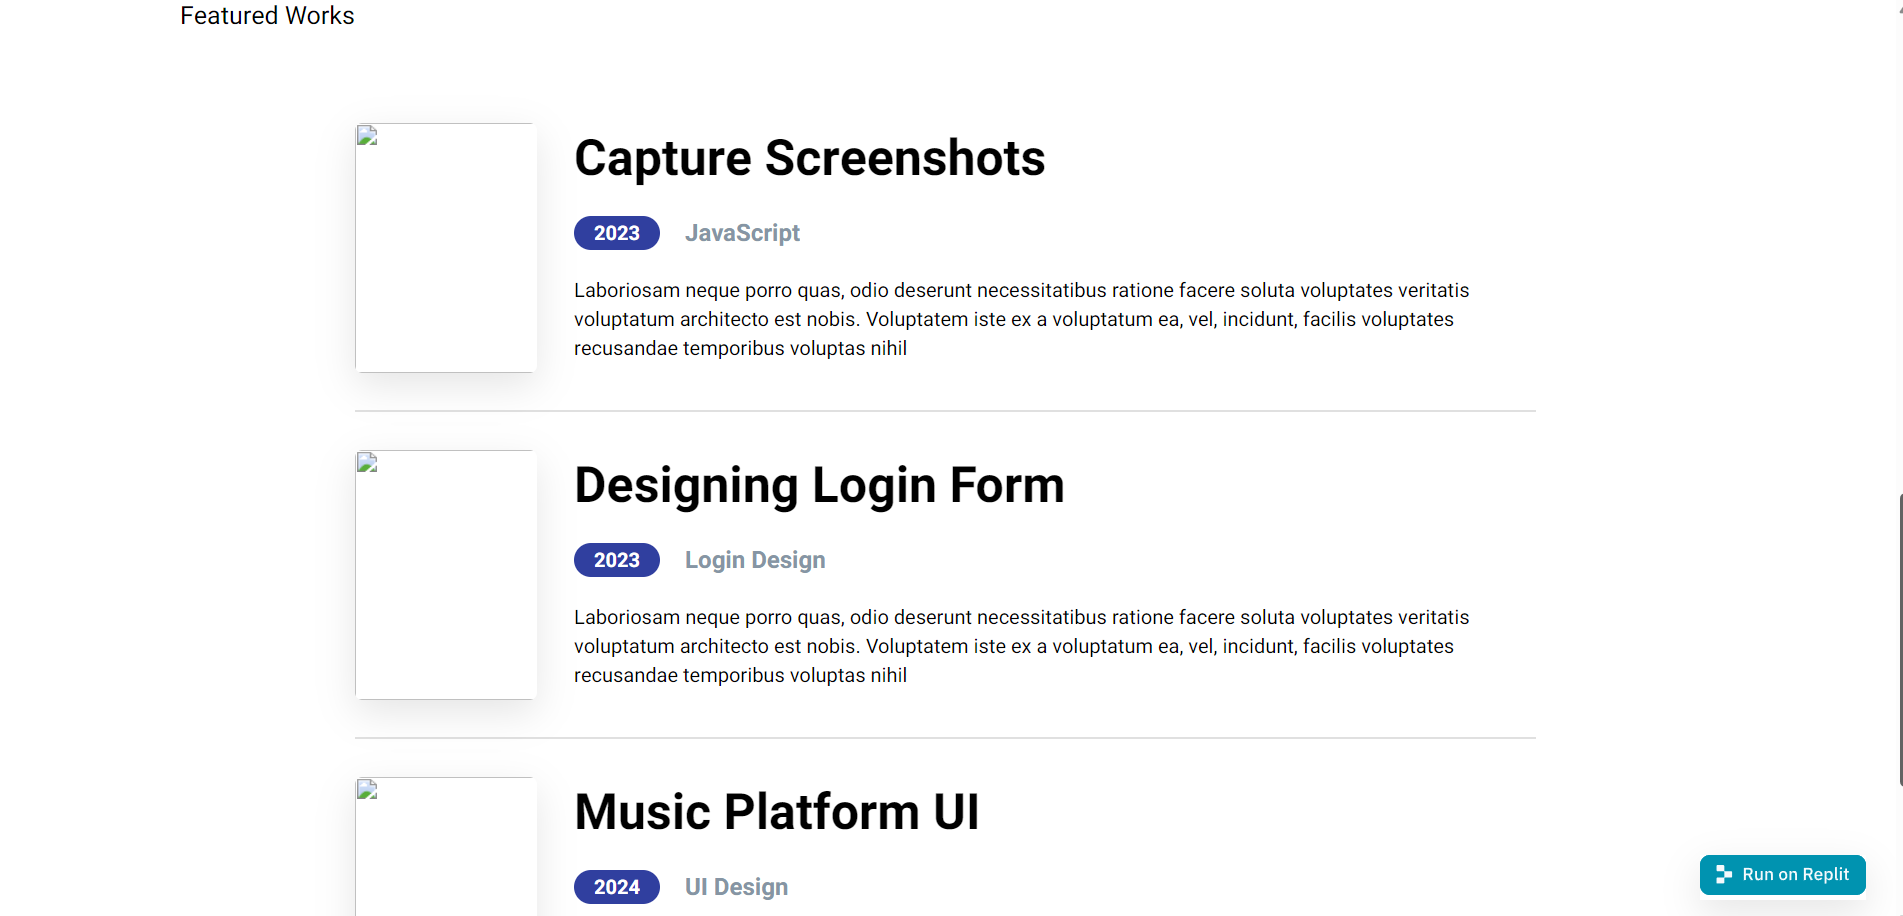 Featured Works
Capture Screenshots
2023 JavaScript
Laboriosam neque porro quas, odio deserunt necessitatibus ratione facere soluta voluptates veritatis
voluptatum architecto est nobis. Voluptatem iste ex a voluptatum ea, vel, incidunt, facilis voluptates
recusandae temporibus voluptas nihil
Designing Login Form
2023 Login Design
Laboriosam neque porro quas, odio deserunt necessitatibus ratione facere soluta voluptates veritatis
voluptatum architecto est nobis. Voluptatem iste ex a voluptatum ea, vel, incidunt, facilis voluptates
recusandae temporibus voluptas nihil
Music Platform UI
2024 UI Design
Run on Replit